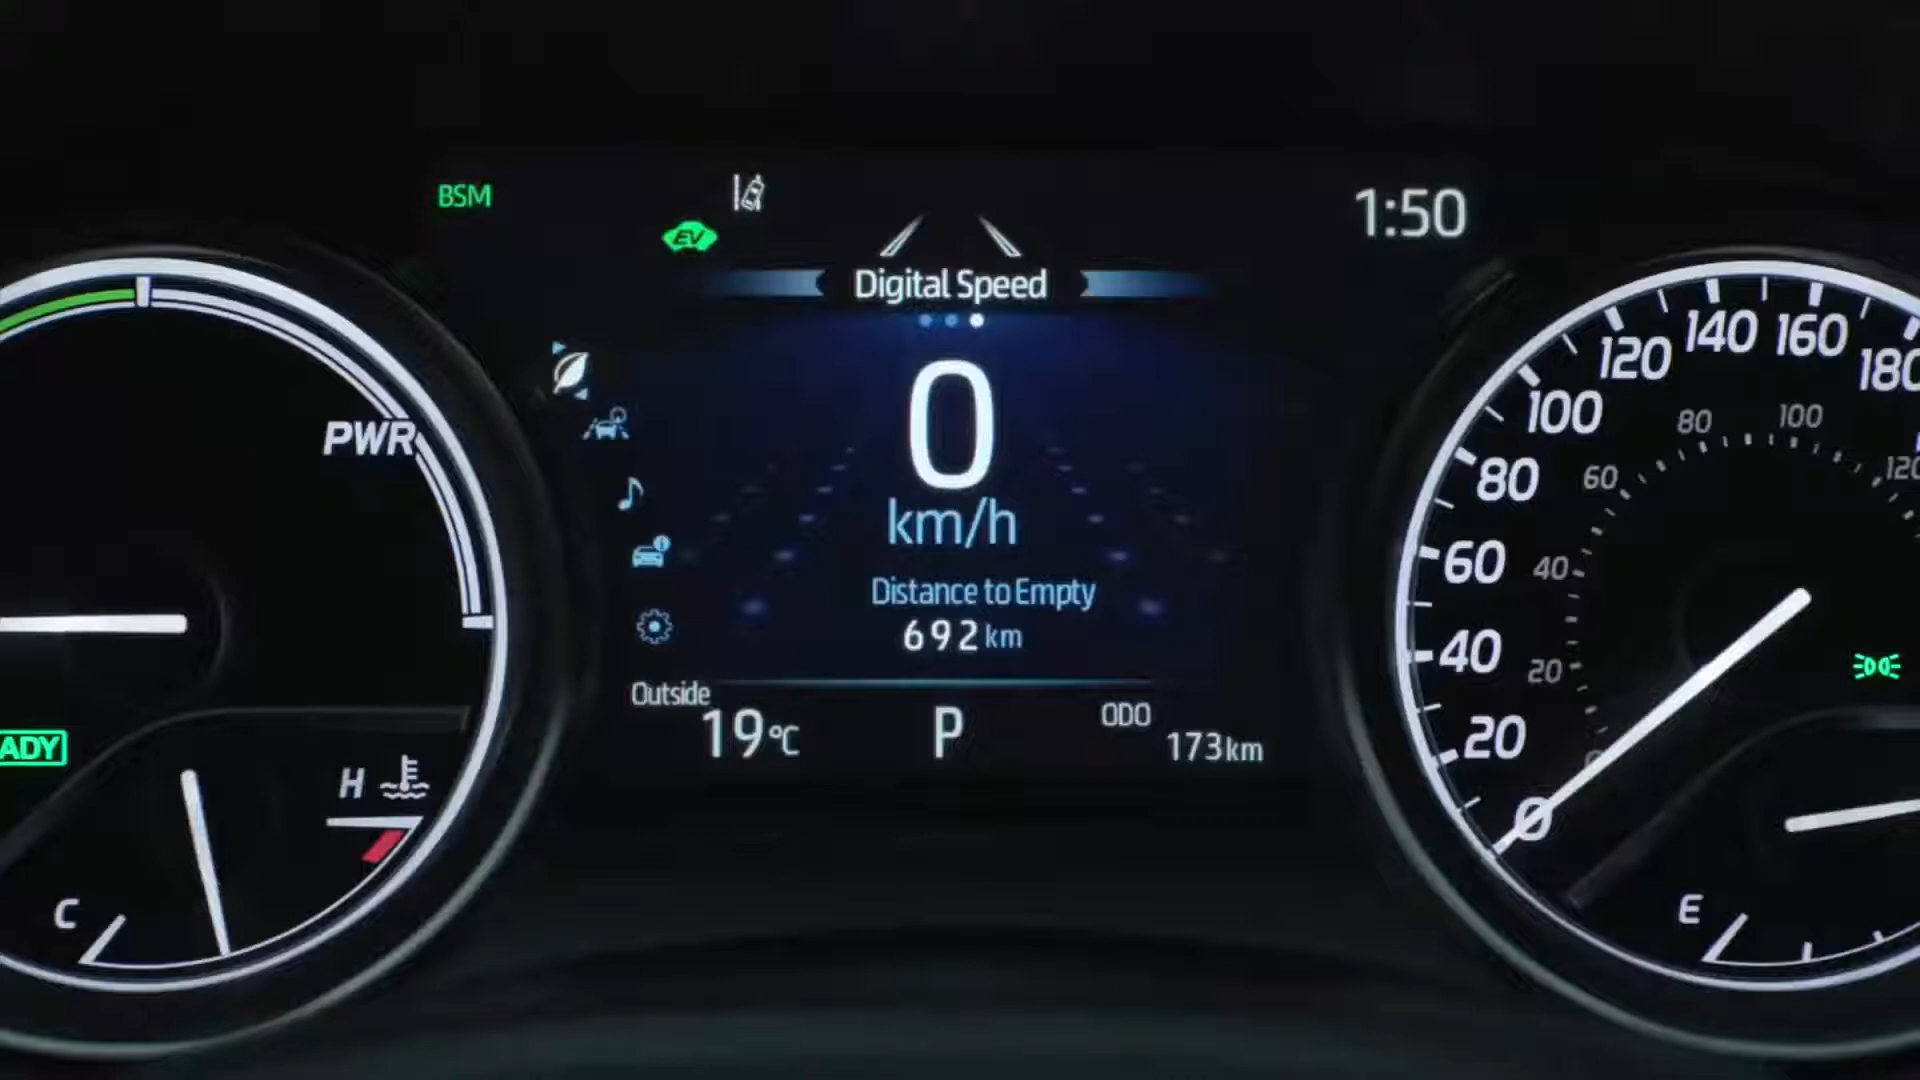 BSM
EV
1:50
Digital Speed
0
km/h
Distance to Empty
692 km
Outside
19°C
P
ODO
173km
PWR
ADY
H
C
0
20
40
60
80
100
120
140
160
180
20
40
60
80
100
120
E